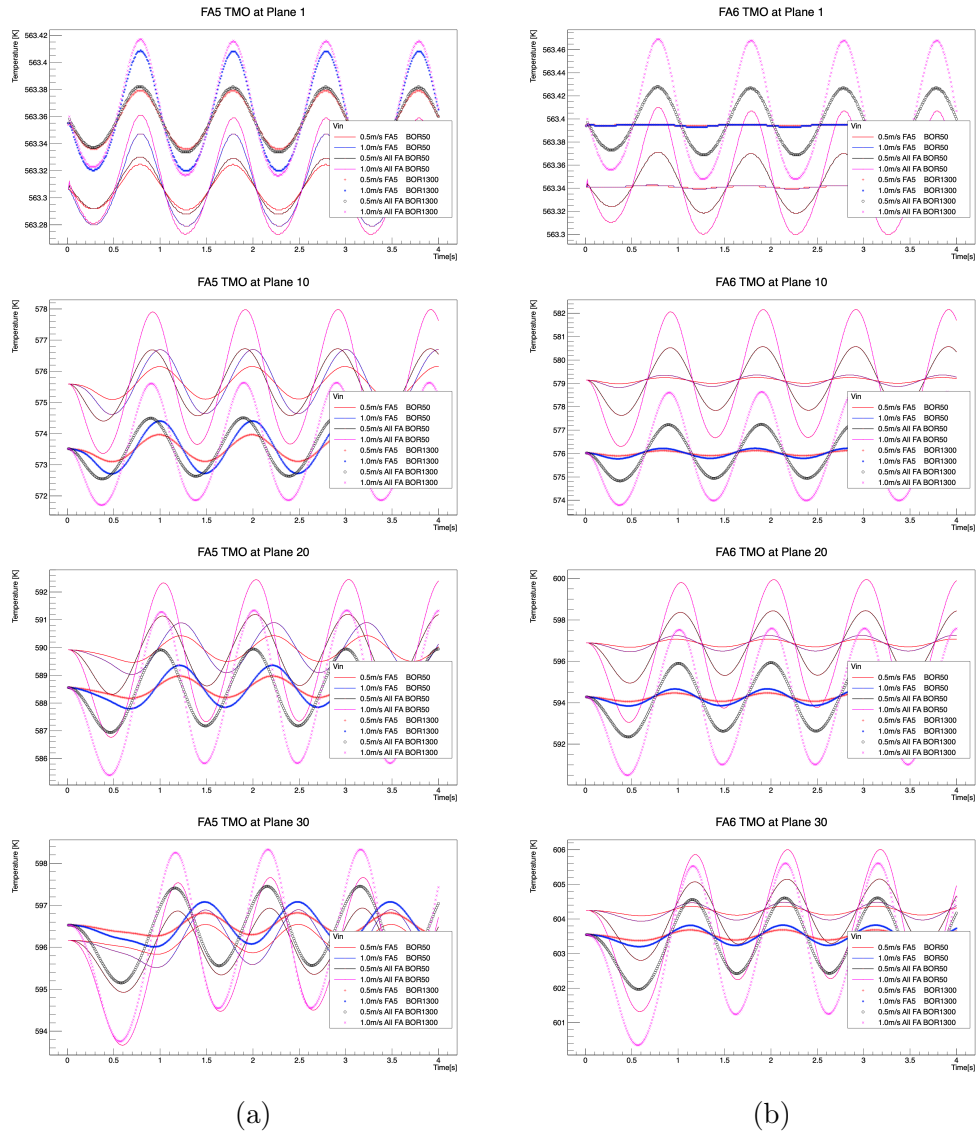 FA5 TMO at Plane 1
Temperature [K]
563.42
563.4
563.38
563.36
563.34
563.32
563.3
563.28
Vin
0.5m/s FA5 BOR50
1.0m/s FA5 BOR50
0.5m/s All FA BOR50
1.0m/s All FA BOR50
0.5m/s FA5 BOR1300
1.0m/s FA5 BOR1300
0.5m/s All FA BOR1300
1.0m/s All FA BOR1300
0 0.5 1 1.5 2 2.5 3 3.5 4
Time[s]
FA6 TMO at Plane 1
Temperature [K]
563.46
563.44
563.42
563.4
563.38
563.36
563.34
563.32
563.3
Vin
0.5m/s FA5 BOR50
1.0m/s FA5 BOR50
0.5m/s All FA BOR50
1.0m/s All FA BOR50
0.5m/s FA5 BOR1300
1.0m/s FA5 BOR1300
0.5m/s All FA BOR1300
1.0m/s All FA BOR1300
0 0.5 1 1.5 2 2.5 3 3.5 4
Time[s]
FA5 TMO at Plane 10
Temperature [K]
578
577
576
575
574
573
572
Vin
0.5m/s FA5 BOR50
1.0m/s FA5 BOR50
0.5m/s All FA BOR50
1.0m/s All FA BOR50
0.5m/s FA5 BOR1300
1.0m/s FA5 BOR1300
0.5m/s All FA BOR1300
1.0m/s All FA BOR1300
0 0.5 1 1.5 2 2.5 3 3.5 4
Time[s]
FA6 TMO at Plane 10
Temperature [K]
582
581
580
579
578
577
576
575
574
Vin
0.5m/s FA5 BOR50
1.0m/s FA5 BOR50
0.5m/s All FA BOR50
1.0m/s All FA BOR50
0.5m/s FA5 BOR1300
1.0m/s FA5 BOR1300
0.5m/s All FA BOR1300
1.0m/s All FA BOR1300
0 0.5 1 1.5 2 2.5 3 3.5 4
Time[s]
FA5 TMO at Plane 20
Temperature [K]
592
591
590
589
588
587
586
Vin
0.5m/s FA5 BOR50
1.0m/s FA5 BOR50
0.5m/s All FA BOR50
1.0m/s All FA BOR50
0.5m/s FA5 BOR1300
1.0m/s FA5 BOR1300
0.5m/s All FA BOR1300
1.0m/s All FA BOR1300
0 0.5 1 1.5 2 2.5 3 3.5 4
Time[s]
FA6 TMO at Plane 20
Temperature [K]
600
598
596
594
592
Vin
0.5m/s FA5 BOR50
1.0m/s FA5 BOR50
0.5m/s All FA BOR50
1.0m/s All FA BOR50
0.5m/s FA5 BOR1300
1.0m/s FA5 BOR1300
0.5m/s All FA BOR1300
1.0m/s All FA BOR1300
0 0.5 1 1.5 2 2.5 3 3.5 4
Time[s]
FA5 TMO at Plane 30
Temperature [K]
598
597
596
595
594
Vin
0.5m/s FA5 BOR50
1.0m/s FA5 BOR50
0.5m/s All FA BOR50
1.0m/s All FA BOR50
0.5m/s FA5 BOR1300
1.0m/s FA5 BOR1300
0.5m/s All FA BOR1300
1.0m/s All FA BOR1300
0 0.5 1 1.5 2 2.5 3 3.5 4
Time[s]
FA6 TMO at Plane 30
Temperature [K]
606
605
604
603
602
601
Vin
0.5m/s FA5 BOR50
1.0m/s FA5 BOR50
0.5m/s All FA BOR50
1.0m/s All FA BOR50
0.5m/s FA5 BOR1300
1.0m/s FA5 BOR1300
0.5m/s All FA BOR1300
1.0m/s All FA BOR1300
0 0.5 1 1.5 2 2.5 3 3.5 4
Time[s]
(a)
(b)